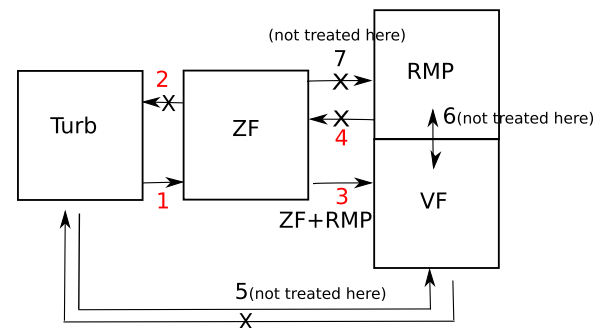 (not treated here)
7
X
RMP
2
X
Turb
ZF
X
4
6(not treated here)
1
3
VF
ZF+RMP
5(not treated here)
X